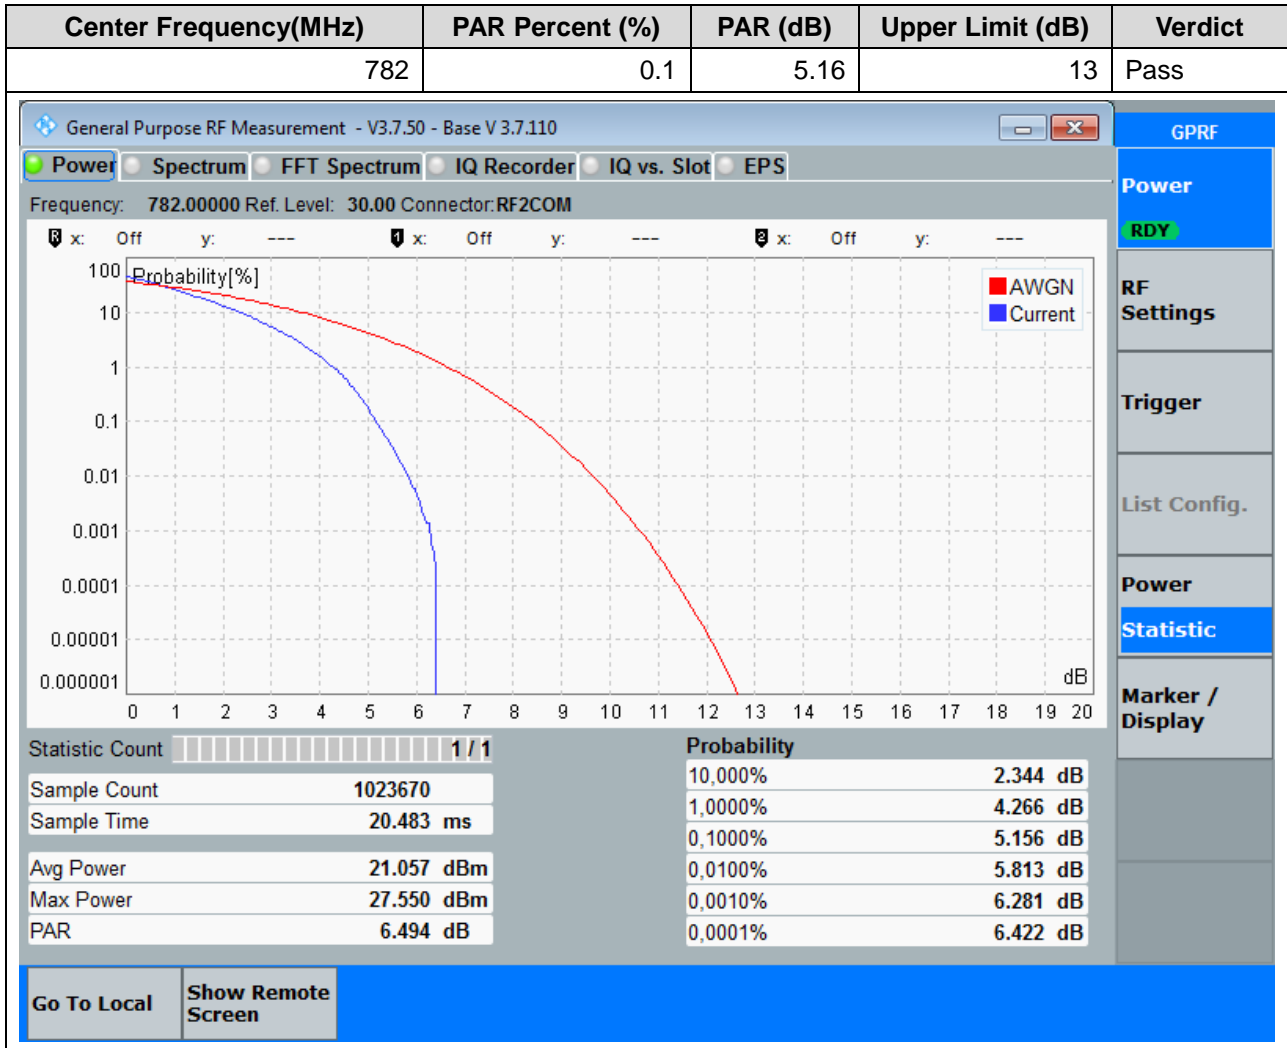 Center Frequency(MHz) PAR Percent (%) PAR (dB) Upper Limit (dB) Verdict
782 0.1 5.16 13 Pass
General Purpose RF Measurement - V3.7.50 - Base V 3.7.110
GPRF
Power Spectrum FFT Spectrum IQ Recorder IQ vs. Slot EPS
Frequency: 782.00000 Ref. Level: 30.00 Connector:RF2COM
R x: Off y: --- 1 x: Off y: --- 2 x: Off y: ---
Probability[%]
100
10
1
0.1
0.01
0.001
0.0001
0.00001
0.000001
AWGN
Current
dB
0 1 2 3 4 5 6 7 8 9 10 11 12 13 14 15 16 17 18 19 20
Statistic Count 1 / 1
Sample Count 1023670
Sample Time 20.483 ms
Avg Power 21.057 dBm
Max Power 27.550 dBm
PAR 6.494 dB
Probability
10,000% 2.344 dB
1,0000% 4.266 dB
0,1000% 5.156 dB
0,0100% 5.813 dB
0,0010% 6.281 dB
0,0001% 6.422 dB
Power
RDY
RF
Settings
Trigger
List Config.
Power
Statistic
Marker /
Display
Go To Local
Show Remote
Screen